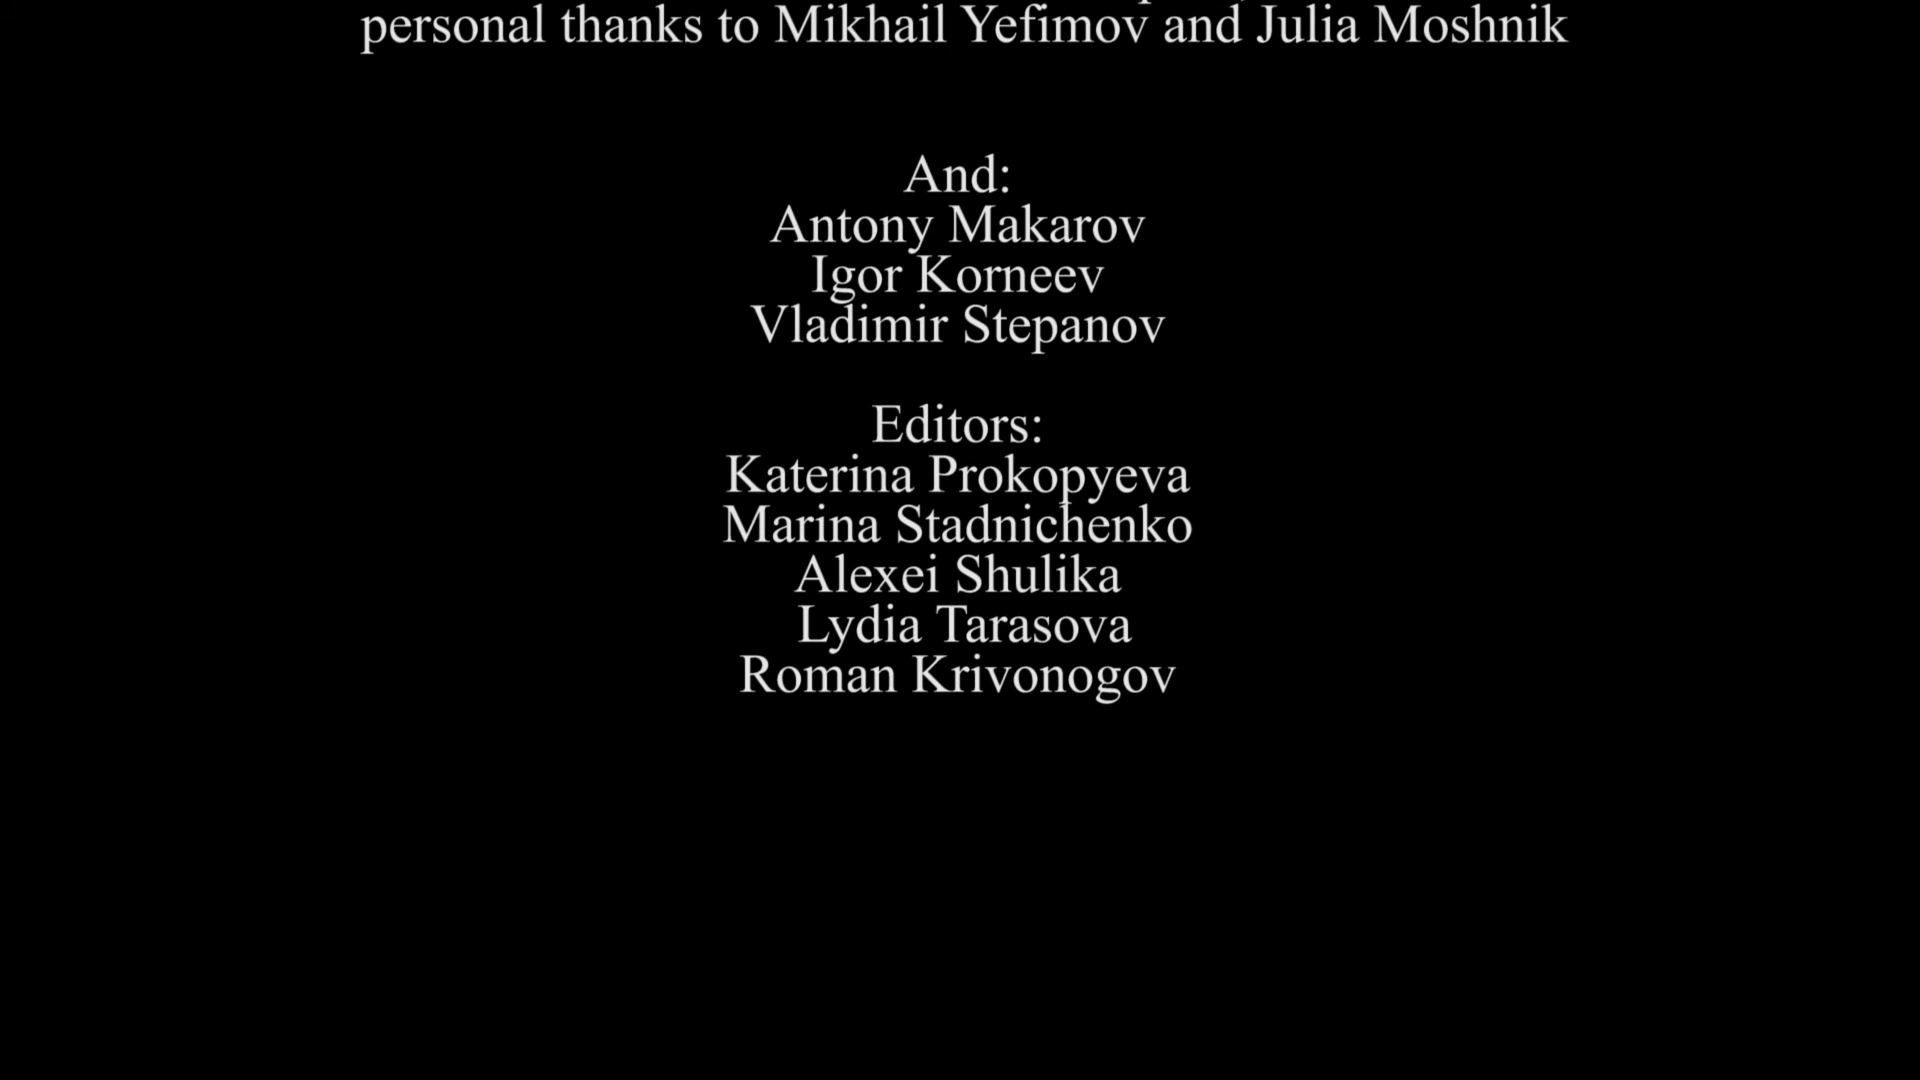 personal thanks to Mikhail Yefimov and Julia Moshnik
And:
Antony Makarov
Igor Korneev
Vladimir Stepanov
Editors:
Katerina Prokopyeva
Marina Stadnichenko
Alexei Shulika
Lydia Tarasova
Roman Krivonogov